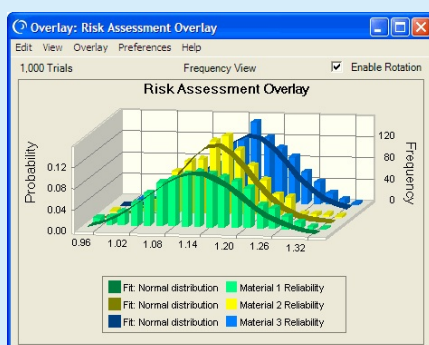 Overlay: Risk Assessment Overlay
Edit View Overlay Preferences Help
1,000 Trials Frequency View Enable Rotation
Risk Assessment Overlay
Probability
0.12
0.08
0.04
0.00
Frequency
120
80
40
0
0.96 1.02 1.08 1.14 1.20 1.26 1.32
Fit: Normal distribution Material 1 Reliability
Fit: Normal distribution Material 2 Reliability
Fit: Normal distribution Material 3 Reliability